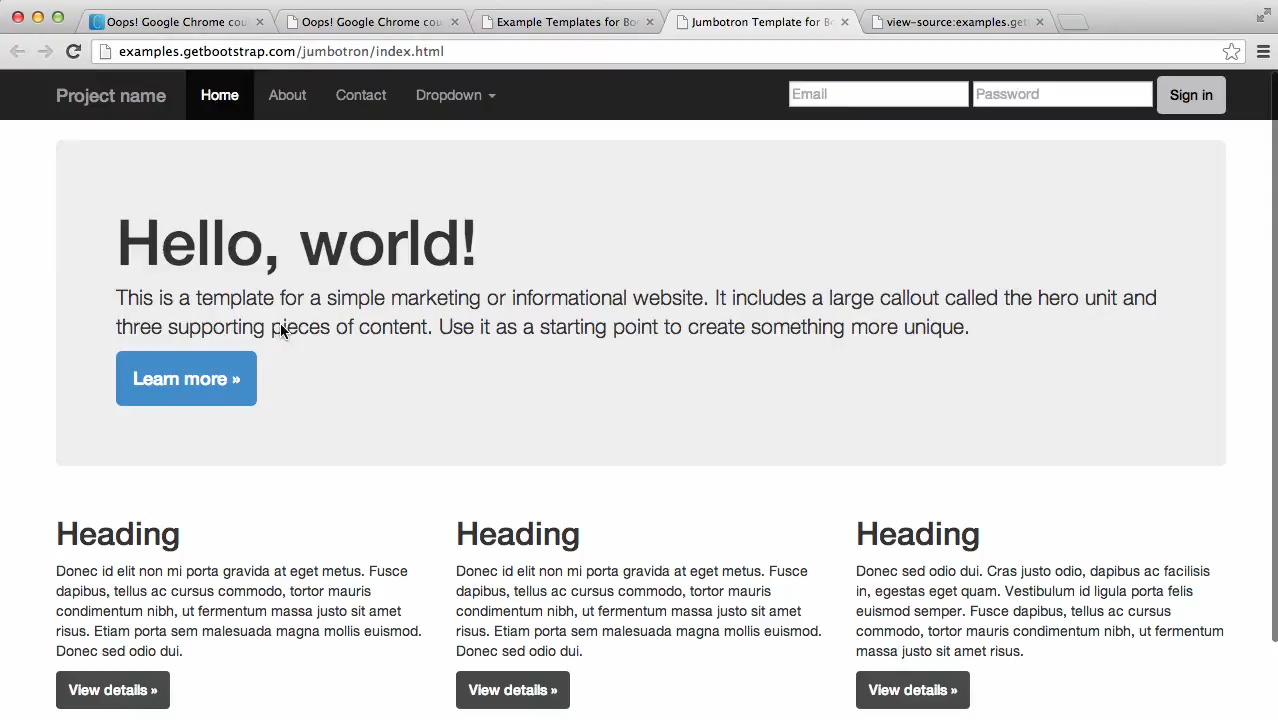 Oops! Google Chrome cou
Oops! Google Chrome cou
Example Templates for Bo
Jumbotron Template for B
view-source:examples.get
examples.getbootstrap.com/jumbotron/index.html
Project name Home About Contact Dropdown Email Password Sign in
Hello, world!
This is a template for a simple marketing or informational website. It includes a large callout called the hero unit and
three supporting pieces of content. Use it as a starting point to create something more unique.
Learn more »
Heading
Donec id elit non mi porta gravida at eget metus. Fusce
dapibus, tellus ac cursus commodo, tortor mauris
condimentum nibh, ut fermentum massa justo sit amet
risus. Etiam porta sem malesuada magna mollis euismod.
Donec sed odio dui.
View details »
Heading
Donec id elit non mi porta gravida at eget metus. Fusce
dapibus, tellus ac cursus commodo, tortor mauris
condimentum nibh, ut fermentum massa justo sit amet
risus. Etiam porta sem malesuada magna mollis euismod.
Donec sed odio dui.
View details »
Heading
Donec sed odio dui. Cras justo odio, dapibus ac facilisis
in, egestas eget quam. Vestibulum id ligula porta felis
euismod semper. Fusce dapibus, tellus ac cursus
commodo, tortor mauris condimentum nibh, ut fermentum
massa justo sit amet risus.
View details »